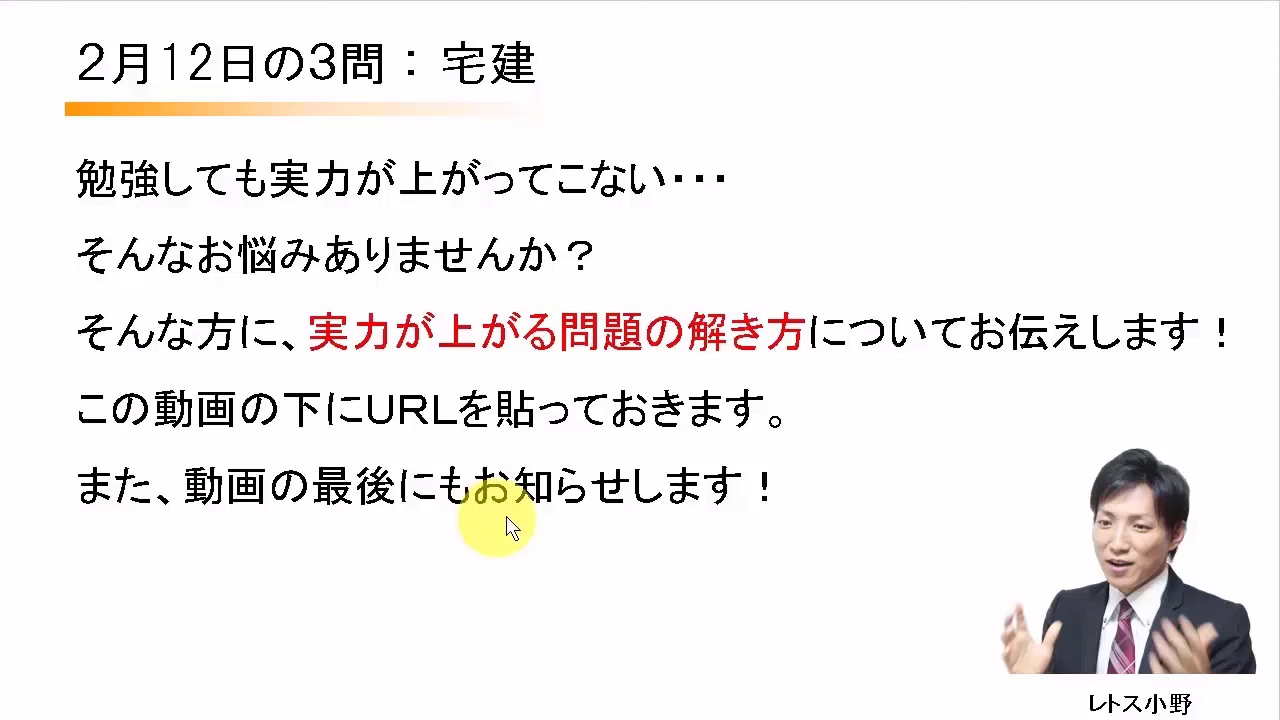 ２月12日の3問：宅建
勉強しても実力が上がってこない・・・
そんなお悩みありませんか？
そんな方に、実力が上がる問題の解き方についてお伝えします！
この動画の下にＵＲＬを貼っておきます。
また、動画の最後にもお知らせします！
レトス小野